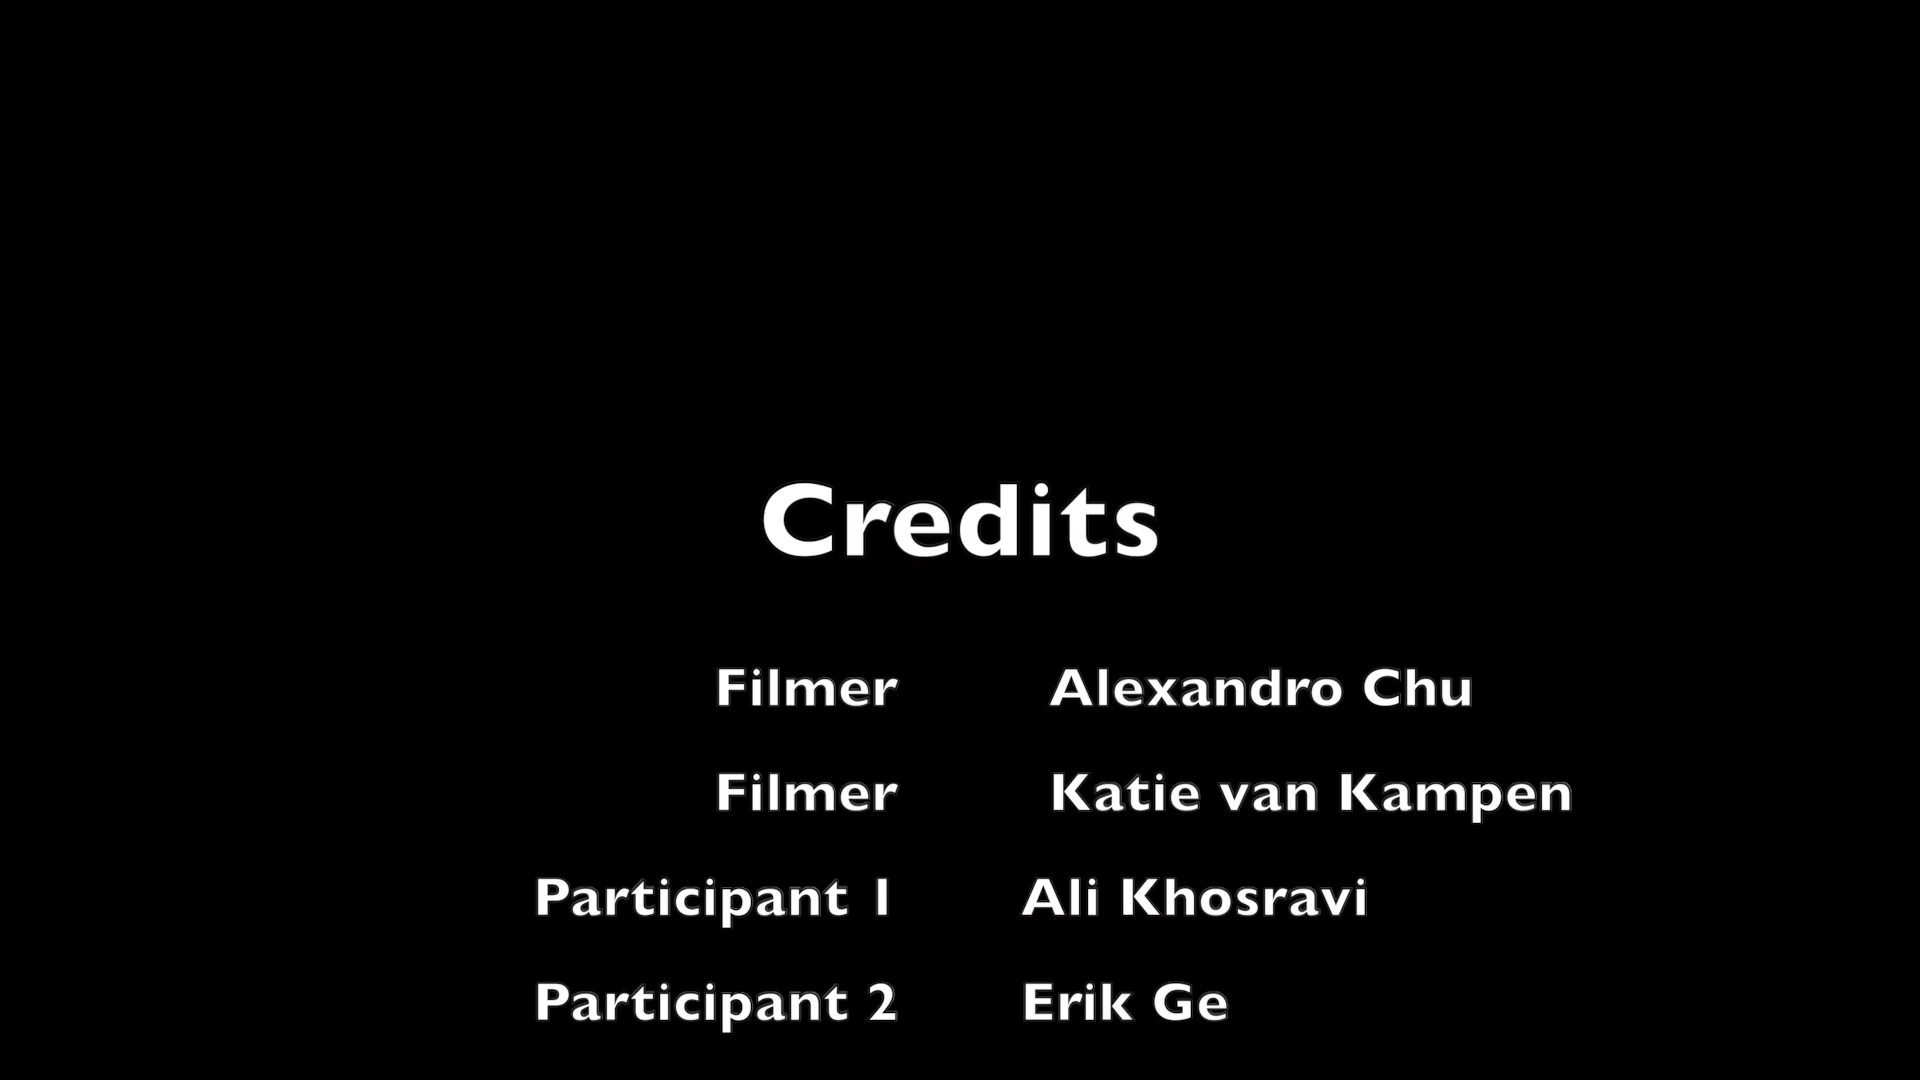 Credits
Filmer Alexandro Chu
Filmer Katie van Kampen
Participant 1 Ali Khosravi
Participant 2 Erik Ge